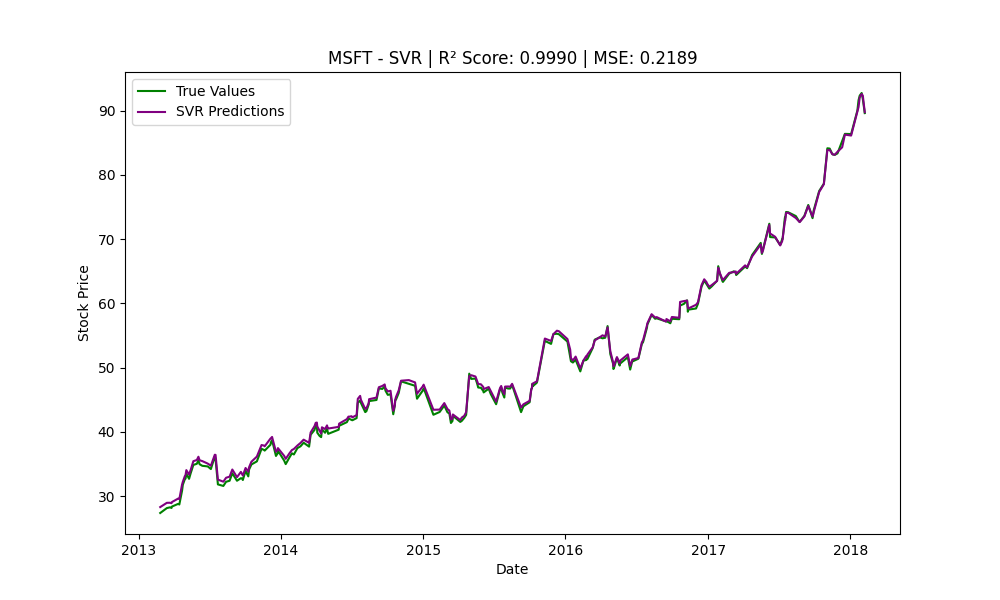 MSFT - SVR | R² Score: 0.9990 | MSE: 0.2189
True Values
SVR Predictions
Stock Price
90
80
70
60
50
40
30
2013 2014 2015 2016 2017 2018
Date